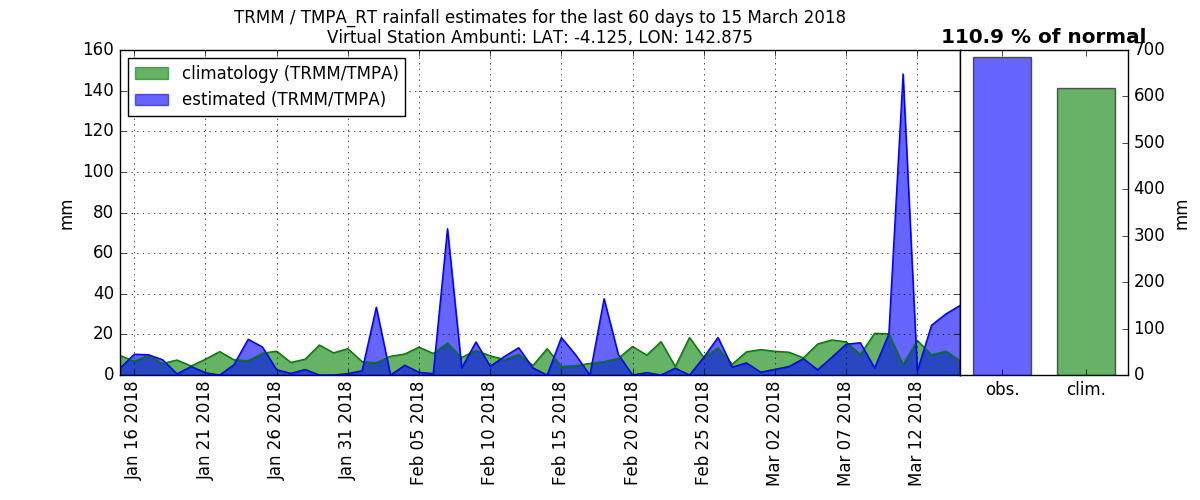 TRMM / TMPA_RT rainfall estimates for the last 60 days to 15 March 2018
Virtual Station Ambunti: LAT: -4.125, LON: 142.875
110.9 % of normal
climatology (TRMM/TMPA)
estimated (TRMM/TMPA)
mm
160
140
120
100
80
60
40
20
0
Jan 16 2018
Jan 21 2018
Jan 26 2018
Jan 31 2018
Feb 05 2018
Feb 10 2018
Feb 15 2018
Feb 20 2018
Feb 25 2018
Mar 02 2018
Mar 07 2018
Mar 12 2018
obs.
clim.
700
600
500
400
300
200
100
0
mm